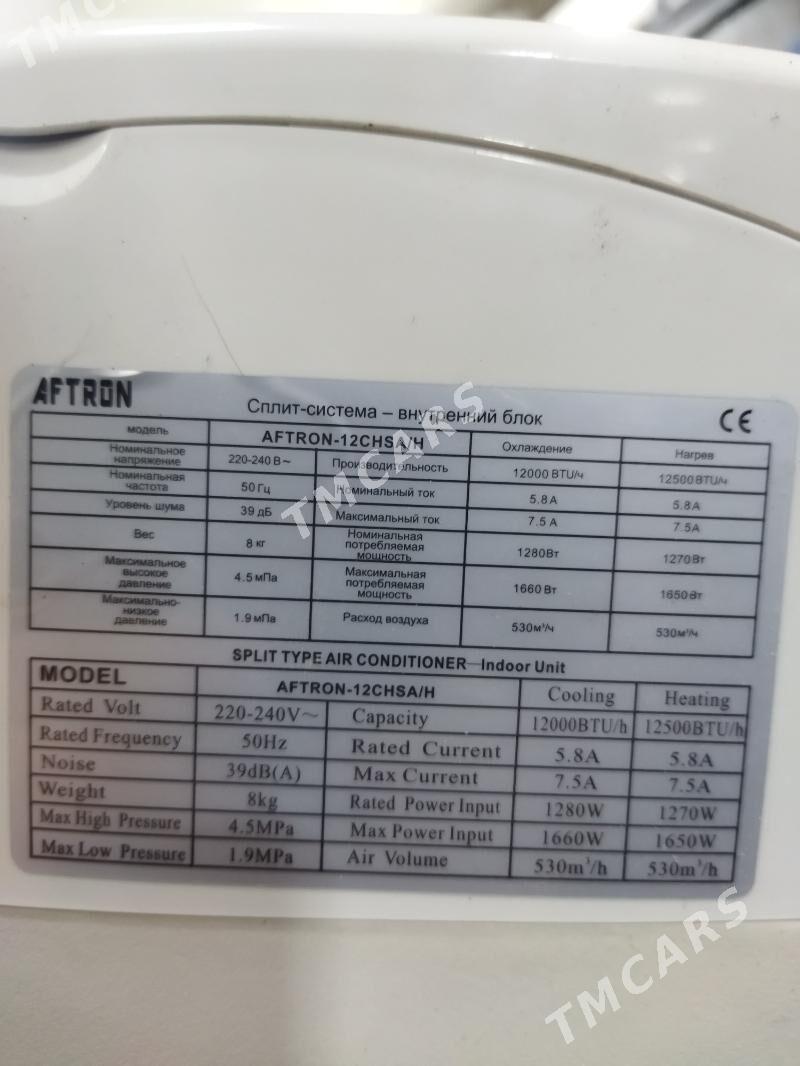 TMCARS
AFTRON
Сплит-система – внутренний блок
CE
модель AFTRON-12CHSA/H Охлаждение Нагрев
Номинальное напряжение 220-240 В~ Производительность 12000 BTU/ч 12500 BTU/ч
Номинальная частота 50 Гц Номинальный ток 5.8 А 5.8 А
Уровень шума 39 дБ Максимальный ток 7.5 А 7.5 А
Вес 8 кг Номинальная потребляемая мощность 1280Вт 1270Вт
Максимальное высокое давление 4.5 мПа Максимальная потребляемая мощность 1660 Вт 1650 Вт
Максимально-низкое давление 1.9 мПа Расход воздуха 530м³/ч 530м³/ч
TMCARS
SPLIT TYPE AIR CONDITIONER—Indoor Unit
MODEL AFTRON-12CHSA/H Cooling Heating
Rated Volt 220-240V~ Capacity 12000BTU/h 12500BTU/h
Rated Frequency 50Hz Rated Current 5.8A 5.8A
Noise 39dB(A) Max Current 7.5A 7.5A
Weight 8kg Rated Power Input 1280W 1270W
Max High Pressure 4.5MPa Max Power Input 1660W 1650W
Max Low Pressure 1.9MPa Air Volume 530m³/h 530m³/h
TMCARS